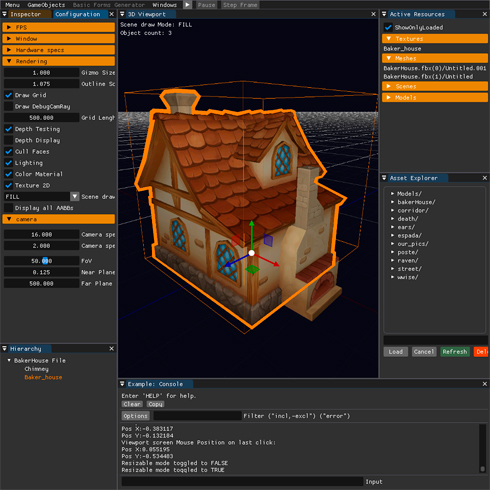 Menu GameObjects Basic Forms Generator Windows Pause Step Frame
Inspector Configuration
FPS
Window
Hardware specs
Rendering
1.000 Gizmo Size
1.075 Outline Sc
Draw Grid
Draw DebugCamRay
500.000 Grid Lengh
Depth Testing
Depth Display
Cull Faces
Lighting
Color Material
Texture 2D
FILL Scene draw
Display all AABBs
camera
16.000 Camera spe
2.000 Camera spe
50.000 FoV
0.125 Near Plane
500.000 Far Plane
Hierarchy
BakerHouse File
Chimney
Baker_house
3D Viewport
Scene draw Mode: FILL
Object count: 3
Example: Console
Enter 'HELP' for help.
Clear Copy
Options Filter ("incl,-excl") ("error")
Pos X:-0.383117
Pos Y:-0.132184
Viewport screen Mouse Position on last click:
Pos X:0.055195
Pos Y:-0.534483
Resizable mode toggled to FALSE
Resizable mode toggled to TRUE
Input
Active Resources
ShowOnlyLoaded
Textures
Baker_house
Meshes
BakerHouse.fbx(0)/Untitled.001
BakerHouse.fbx(1)/Untitled
Scenes
Models
Asset Explorer
Models/
bakerHouse/
corridor/
death/
ears/
espada/
our_pics/
poste/
raven/
street/
wwise/
Load Cancel Refresh Del